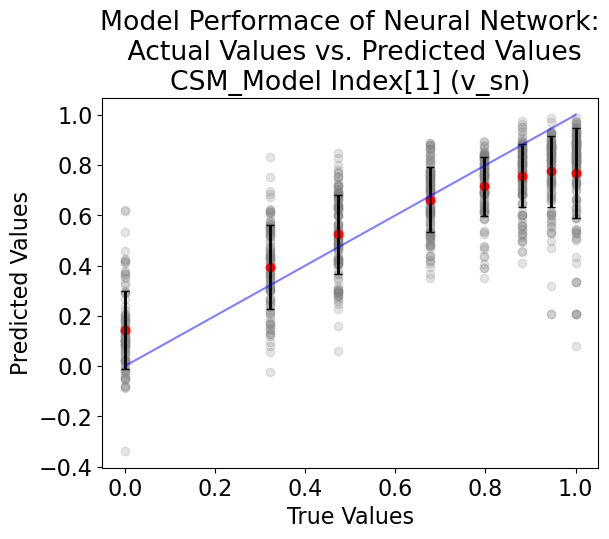 Model Performace of Neural Network:
Actual Values vs. Predicted Values
CSM_Model Index[1] (v_sn)
1.0
0.8
0.6
0.4
0.2
0.0
−0.2
−0.4
Predicted Values
0.0 0.2 0.4 0.6 0.8 1.0
True Values